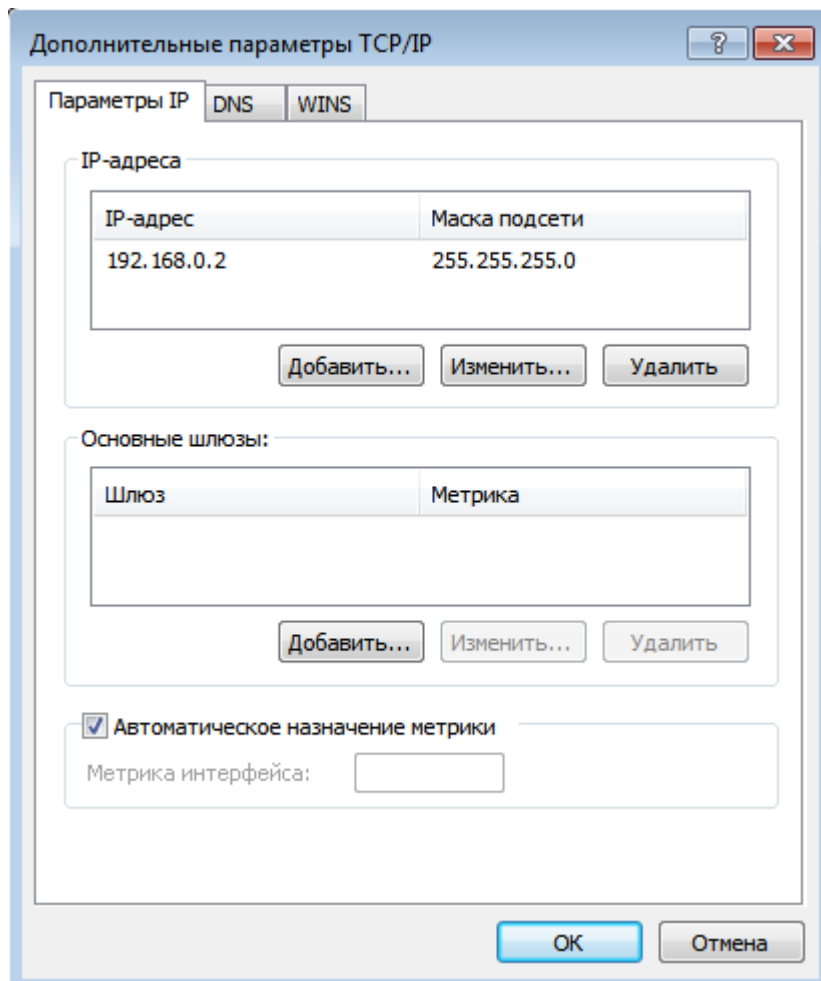 Дополнительные параметры TCP/IP
Параметры IP DNS WINS
IP-адреса
IP-адрес Маска подсети
192.168.0.2 255.255.255.0
Добавить... Изменить... Удалить
Основные шлюзы:
Шлюз Метрика
Добавить... Изменить... Удалить
Автоматическое назначение метрики
Метрика интерфейса:
OK Отмена